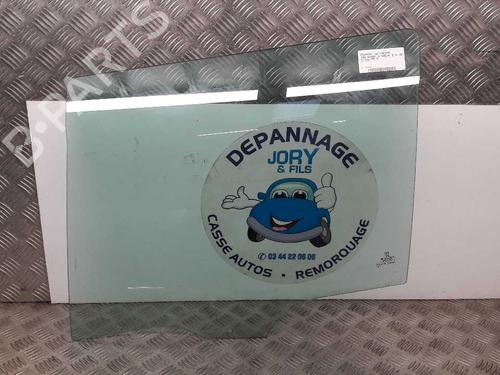 B-PARTS
DEPANNAGE
JORY
& FILS
03 44 22 06 06
CASSE AUTOS • REMORQUAGE